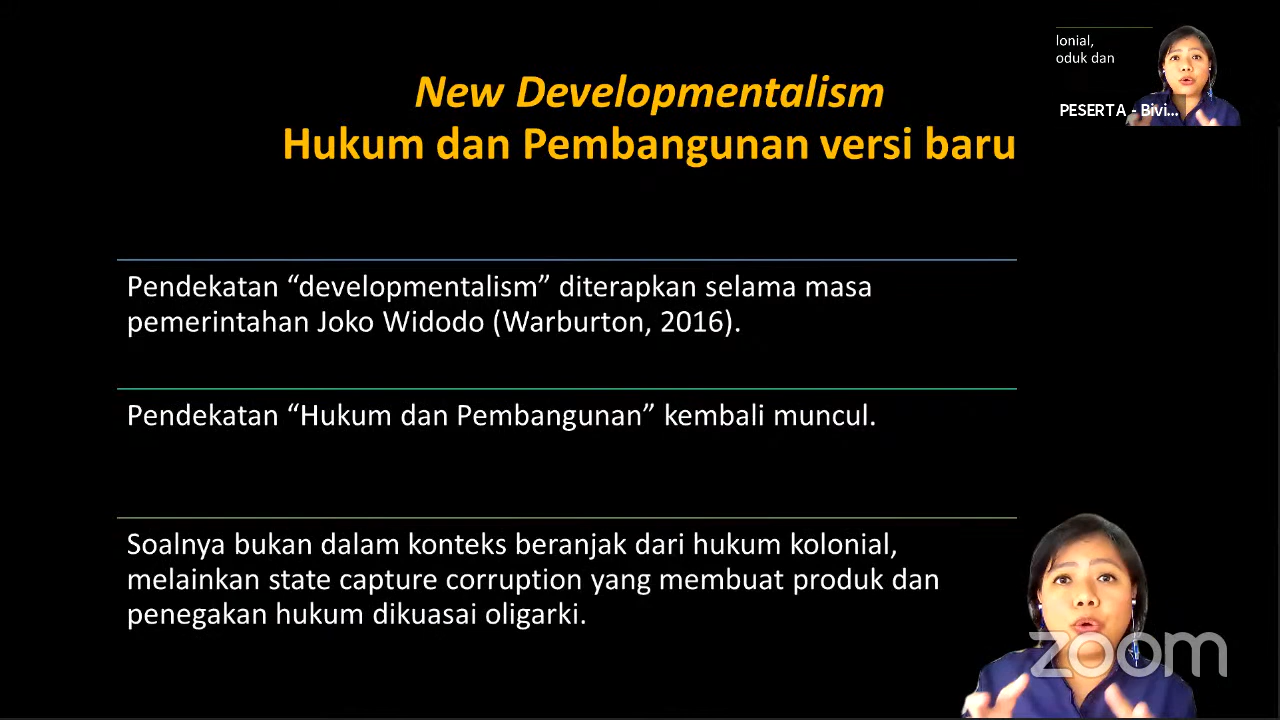 New Developmentalism
Hukum dan Pembangunan versi baru
Pendekatan “developmentalism” diterapkan selama masa
pemerintahan Joko Widodo (Warburton, 2016).
Pendekatan “Hukum dan Pembangunan” kembali muncul.
Soalnya bukan dalam konteks beranjak dari hukum kolonial,
melainkan state capture corruption yang membuat produk dan
penegakan hukum dikuasai oligarki.
lonial,
oduk dan
PESERTA - Bivi...
zoom